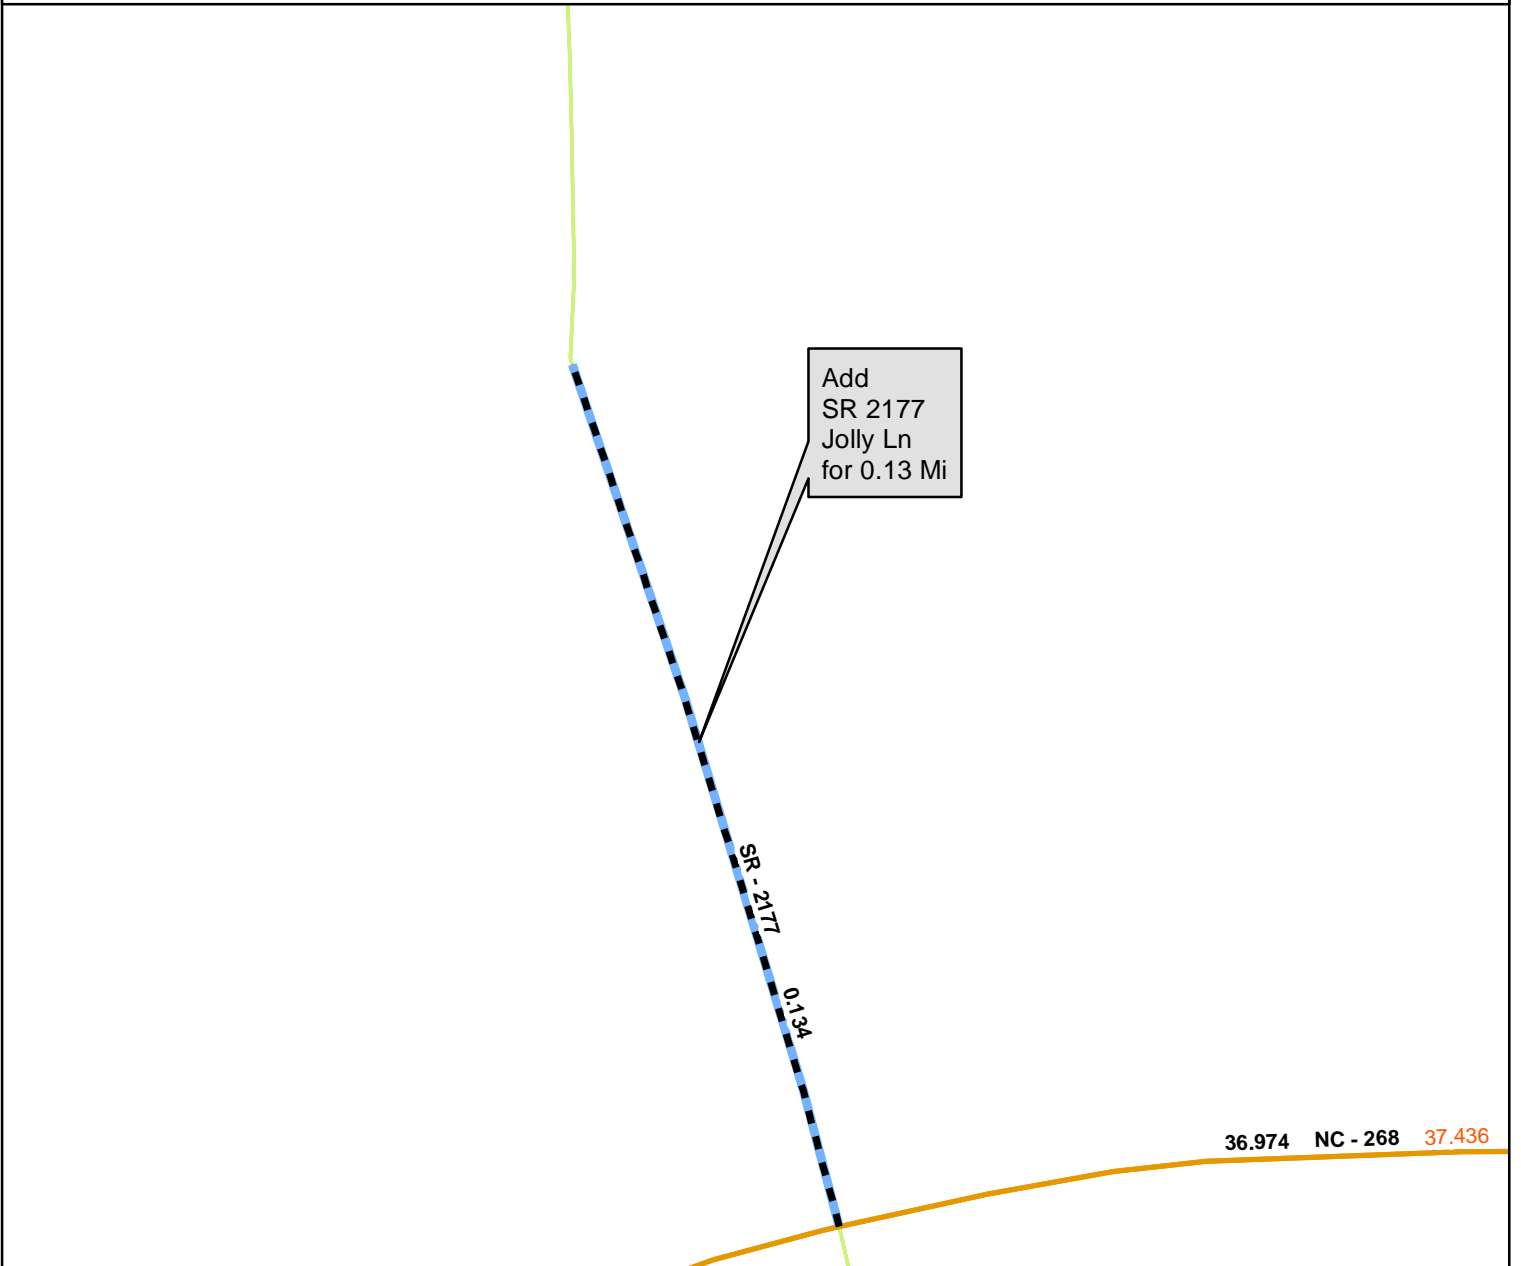 Add
SR 2177
Jolly Ln
for 0.13 Mi
SR - 2177
0.134
36.974 NC - 268 37.436